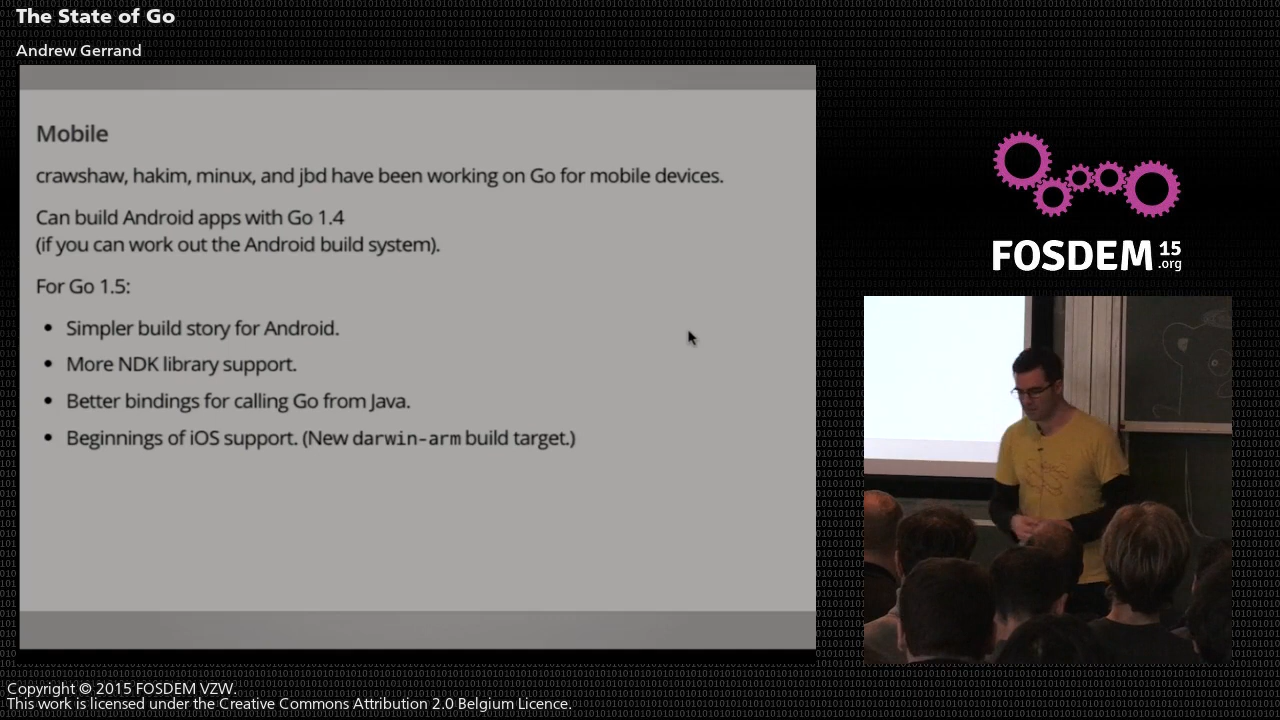 The State of Go
Andrew Gerrand
Mobile
crawshaw, hakim, minux, and jbd have been working on Go for mobile devices.
Can build Android apps with Go 1.4
(if you can work out the Android build system).
For Go 1.5:
• Simpler build story for Android.
• More NDK library support.
• Better bindings for calling Go from Java.
• Beginnings of iOS support. (New darwin-arm build target.)
FOSDEM 15
.org
Copyright © 2015 FOSDEM VZW.
This work is licensed under the Creative Commons Attribution 2.0 Belgium Licence.